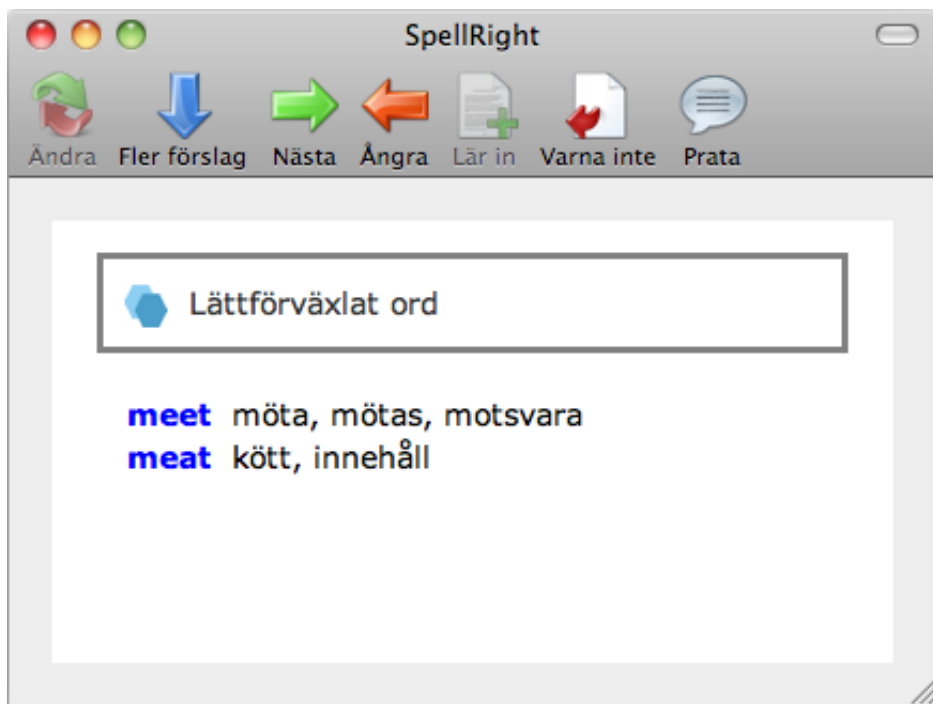 SpellRight
Ändra Fler förslag Nästa Ångra Lär in Varna inte Prata
Lättförväxlat ord
meet möta, mötas, motsvara
meat kött, innehåll